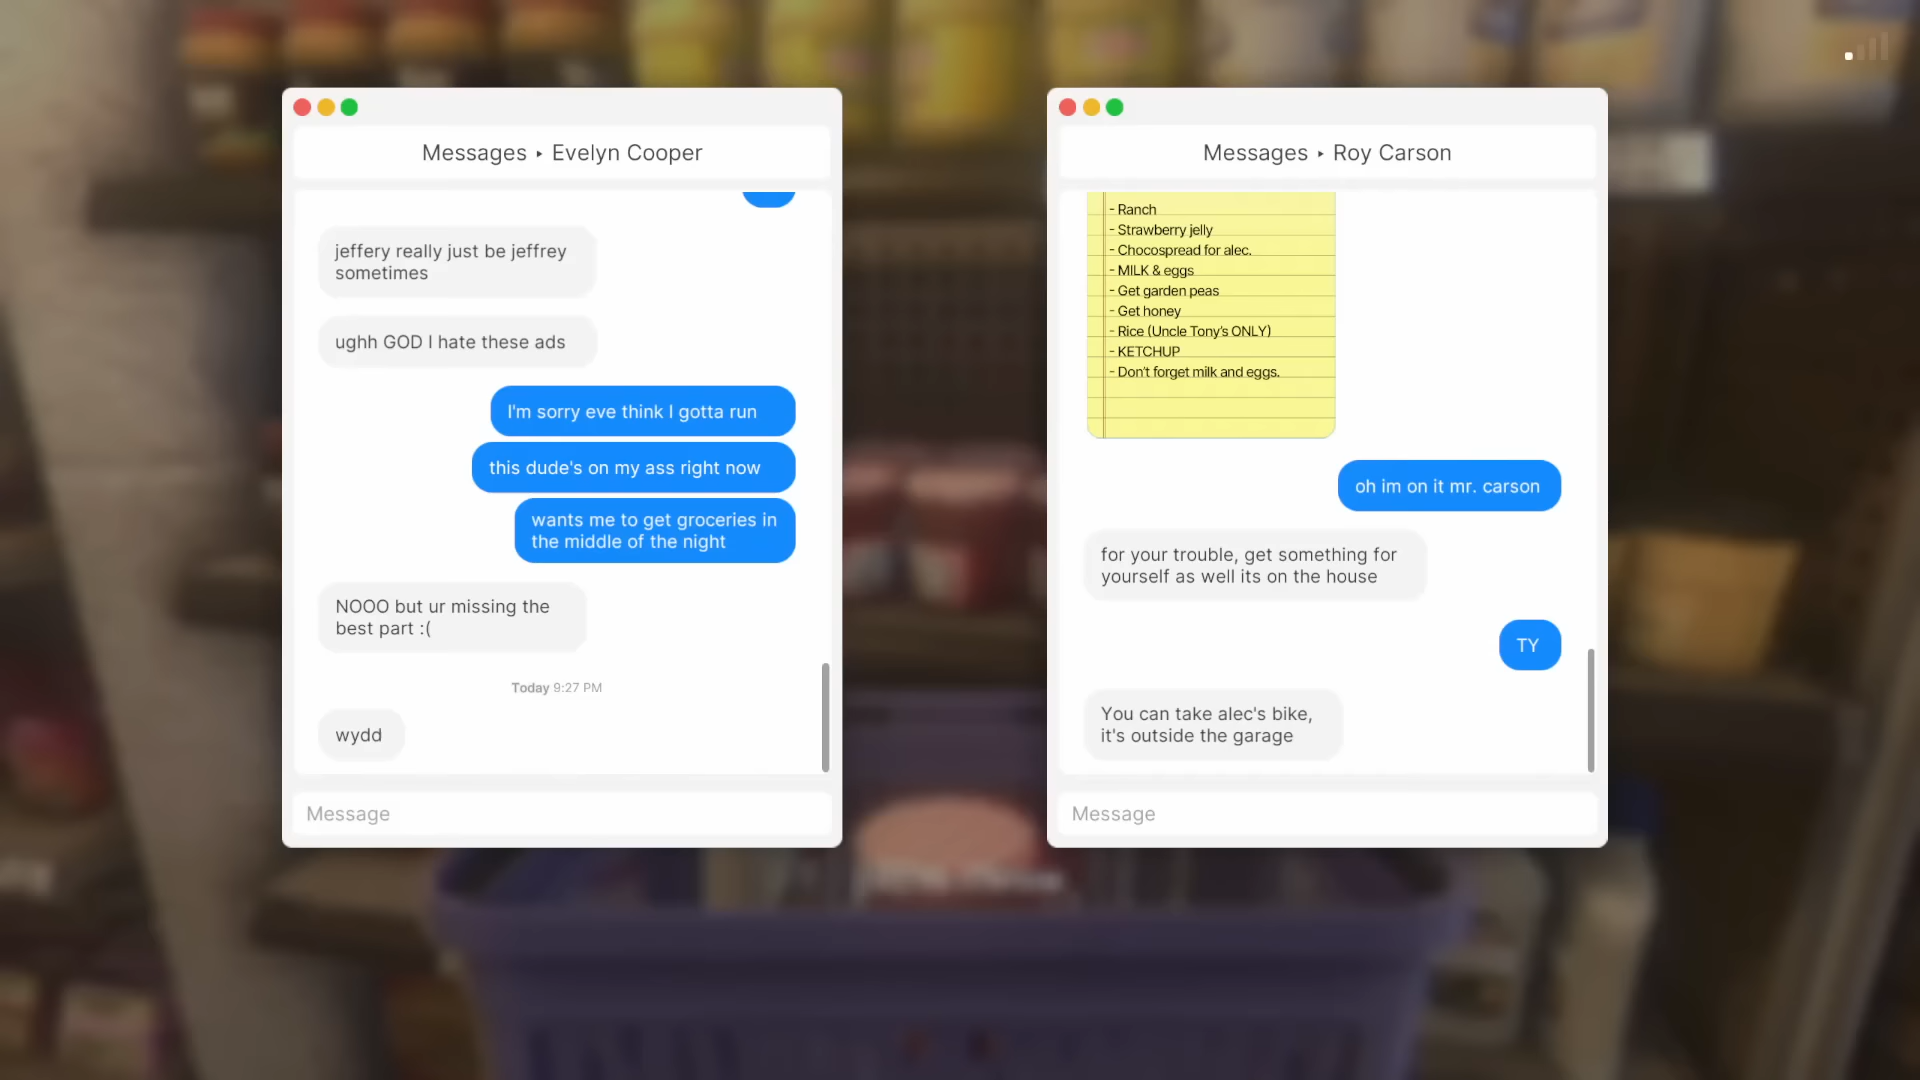 Messages ▸ Evelyn Cooper
jeffery really just be jeffrey
sometimes
ughh GOD I hate these ads
I'm sorry eve think I gotta run
this dude's on my ass right now
wants me to get groceries in
the middle of the night
NOOO but ur missing the
best part :(
Today 9:27 PM
wydd
Message
Messages ▸ Roy Carson
- Ranch
- Strawberry jelly
- Chocospread for alec.
- MILK & eggs
- Get garden peas
- Get honey
- Rice (Uncle Tony's ONLY)
- KETCHUP
- Don't forget milk and eggs.
oh im on it mr. carson
for your trouble, get something for
yourself as well its on the house
TY
You can take alec's bike,
it's outside the garage
Message